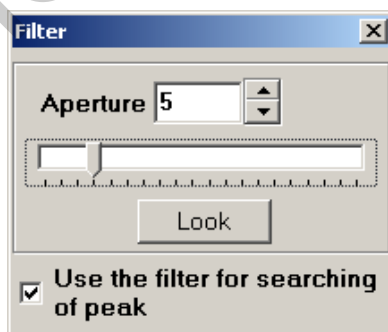 Filter
Aperture 5
Look
Use the filter for searching
of peak